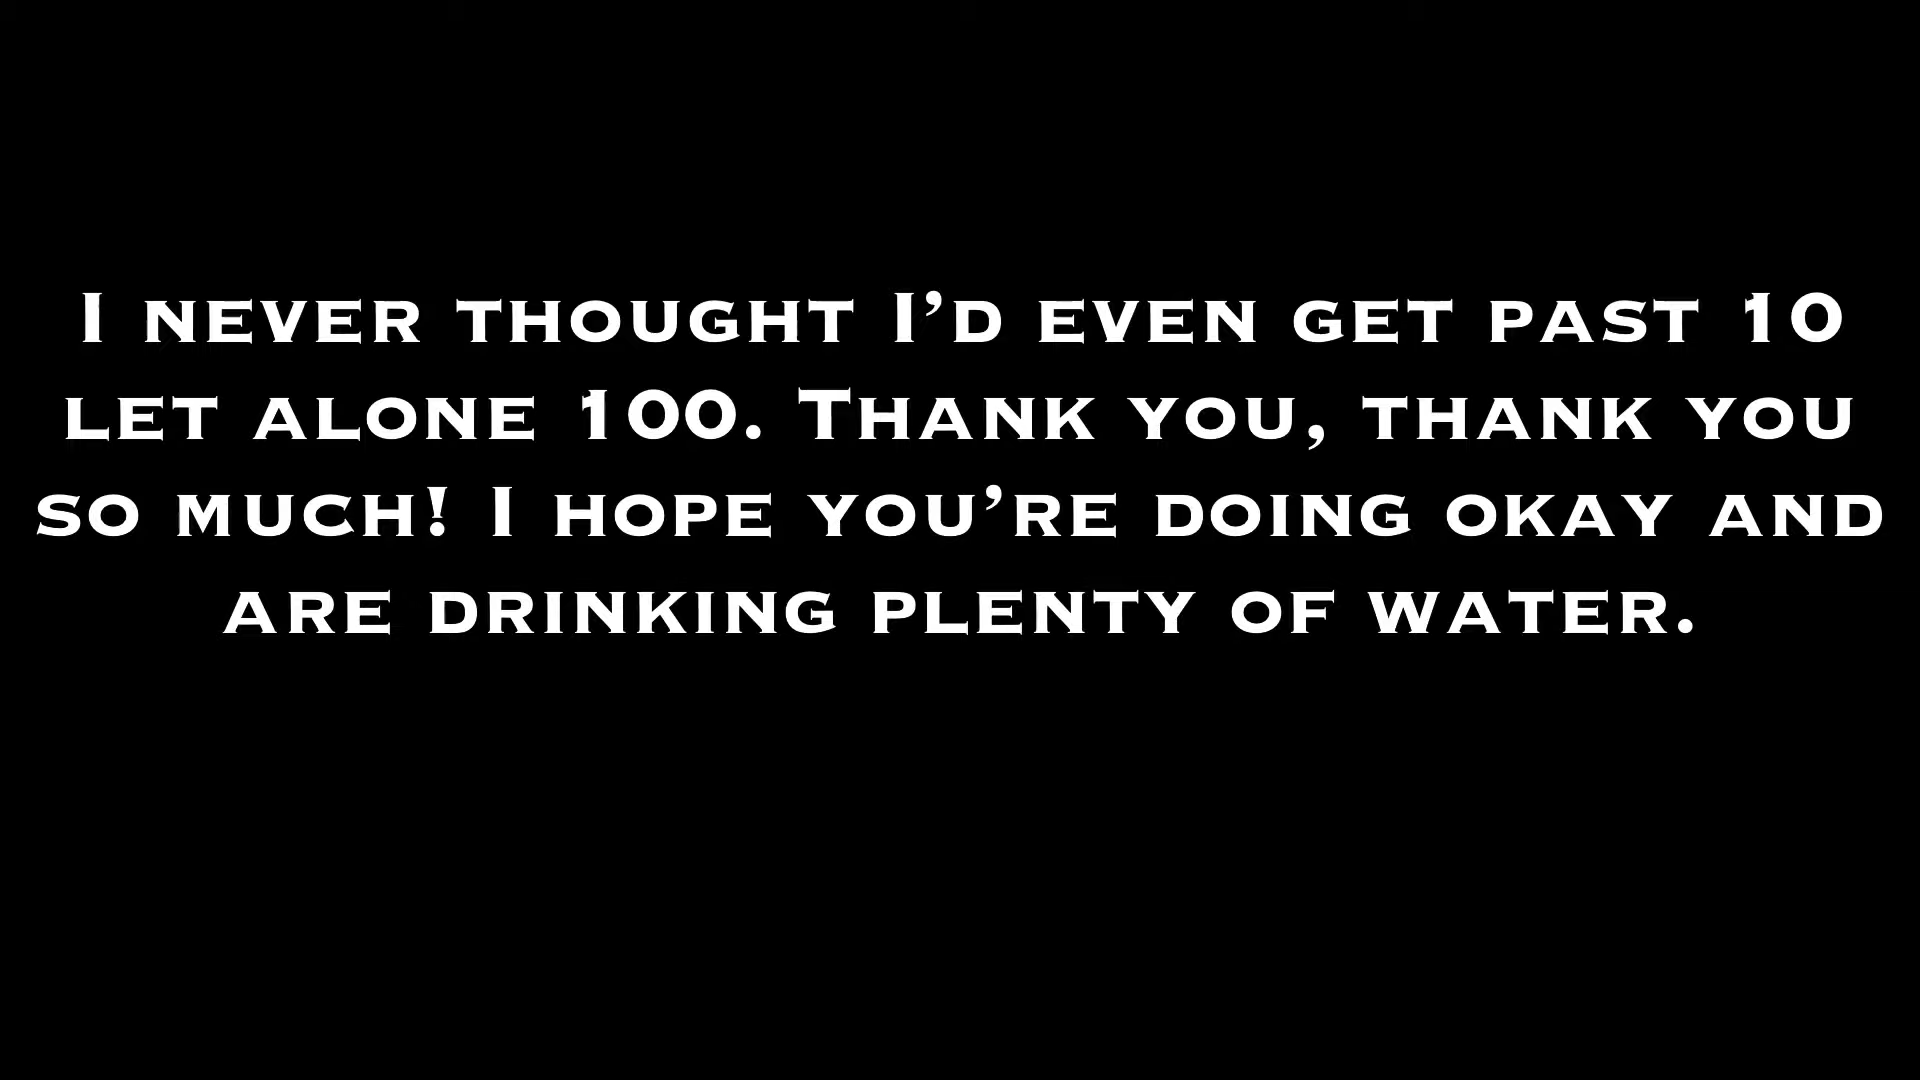 I never thought I’d even get past 10
let alone 100. Thank you, thank you
so much! I hope you’re doing okay and
are drinking plenty of water.